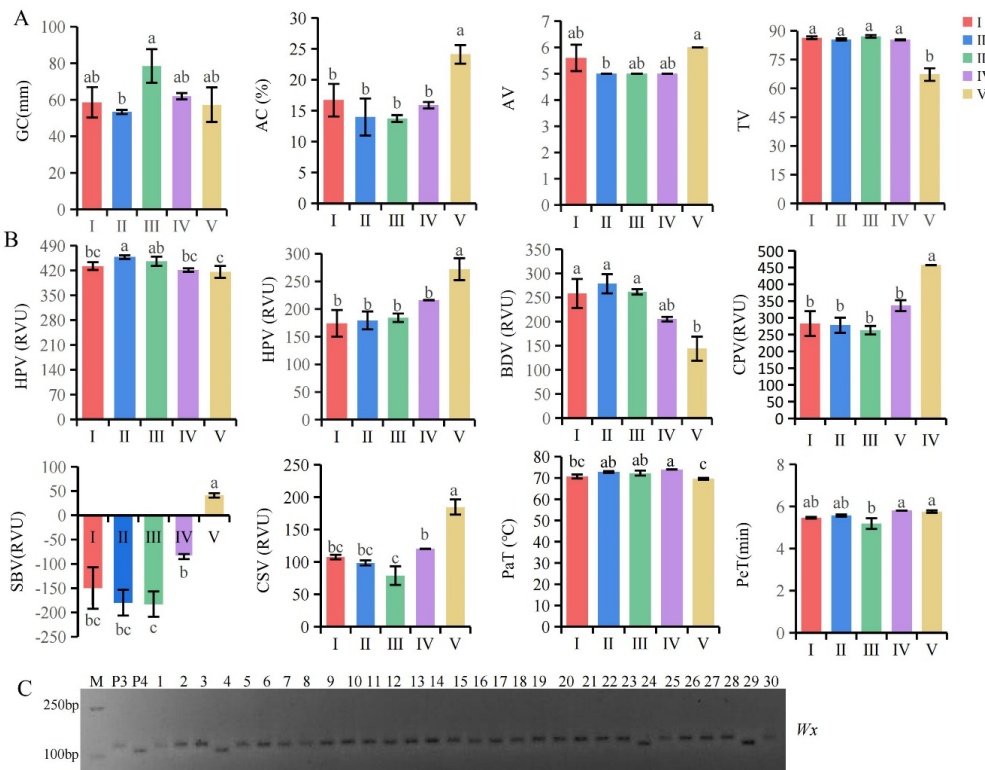 A
GC(mm)
100
80
60
40
20
0
ab
b
a
ab
ab
I
II
III
IV
V
AC (%)
30
25
20
15
10
5
0
b
b
b
b
a
I
II
III
IV
V
AV
7
6
5
4
3
2
1
0
ab
b
ab
ab
a
I
II
III
IV
V
TV
90
75
60
45
30
15
0
a
a
a
a
b
I
II
III
IV
V
I
II
II
IV
V
B
HPV (RVU)
490
420
350
280
210
140
70
0
bc
a
ab
bc
c
I
II
III
IV
V
HPV (RVU)
300
250
200
150
100
50
0
b
b
b
b
a
I
II
III
IV
V
BDV (RVU)
350
300
250
200
150
100
50
0
a
a
a
ab
b
I
II
III
IV
V
CPV(RVU)
500
450
400
350
300
250
200
150
100
50
0
b
b
b
b
a
I
II
III
V
IV
SBV(RVU)
100
50
0
-50
-100
-150
-200
-250
I
II
III
IV
V
bc
bc
c
b
a
CSV (RVU)
250
200
150
100
50
0
bc
bc
c
b
a
I
II
III
IV
V
PaT (°C)
80
70
60
50
40
30
20
10
0
bc
ab
ab
a
c
I
II
III
IV
V
PeT(min)
8
6
4
2
0
ab
ab
b
a
a
I
II
III
IV
V
C
M P3 P4 1 2 3 4 5 6 7 8 9 10 11 12 13 14 15 16 17 18 19 20 21 22 23 24 25 26 27 28 29 30
250bp
100bp
Wx